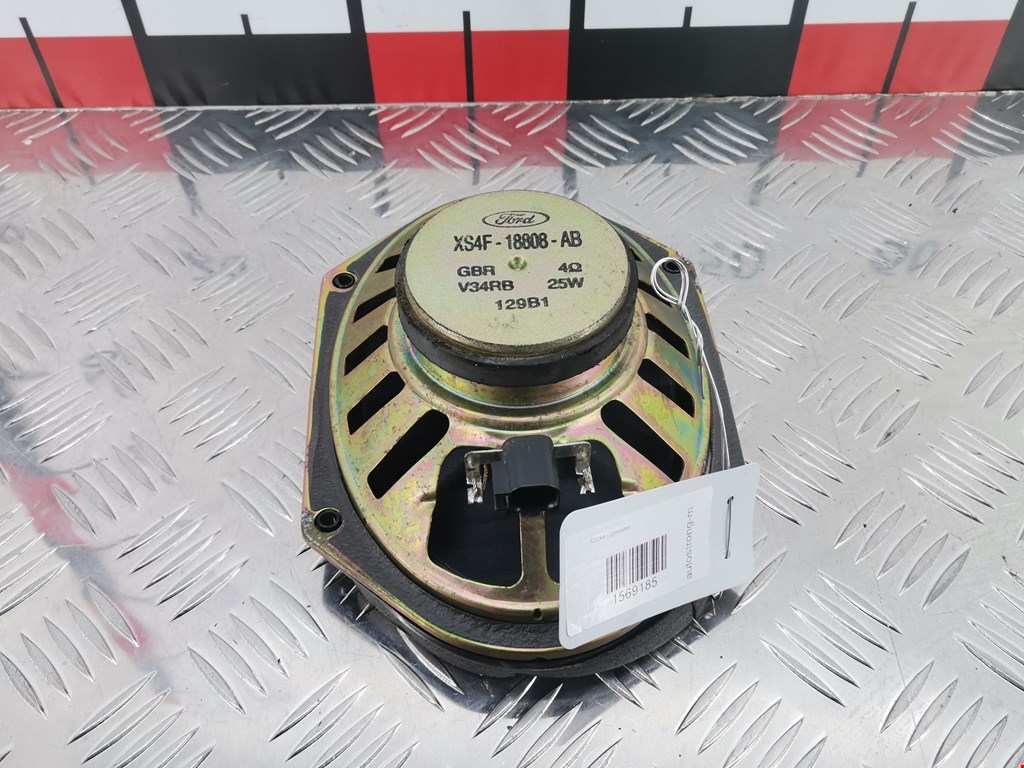 Ford
XS4F-18808-AB
GBR 4Ω
V34RB 25W
129B1
1569185
autostrong-m